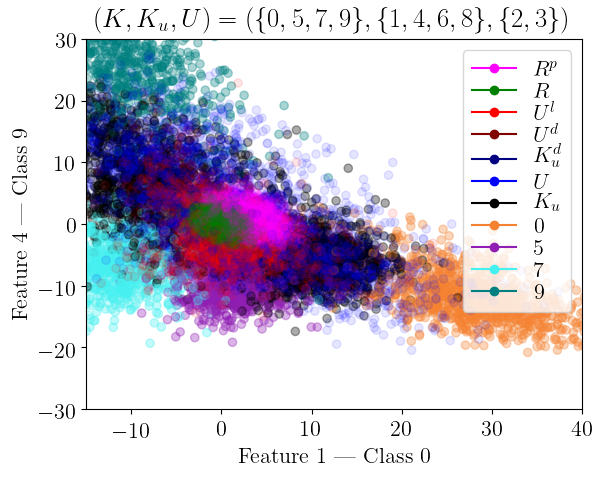 (K, K_u, U) = ({0, 5, 7, 9}, {1, 4, 6, 8}, {2, 3})
30
20
10
0
−10
−20
−30
Feature 4 — Class 9
R^p
R
U^l
U^d
K_u^d
U
K_u
0
5
7
9
−10
0
10
20
30
40
Feature 1 — Class 0